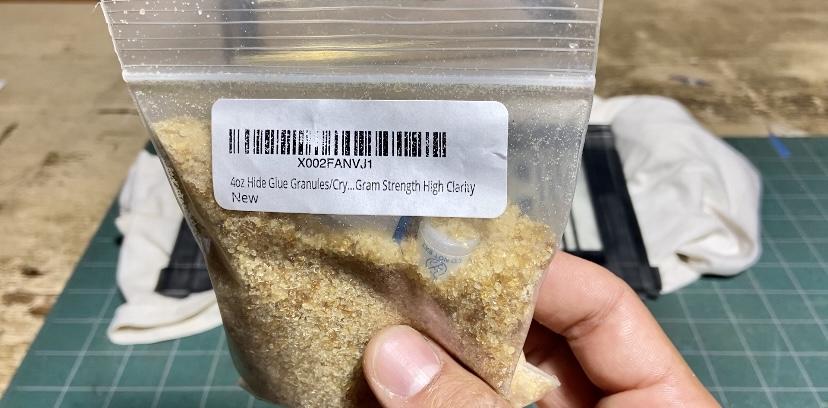 X002FANVJ1
4oz Hide Glue Granules/Cry...Gram Strength High Clarity
New